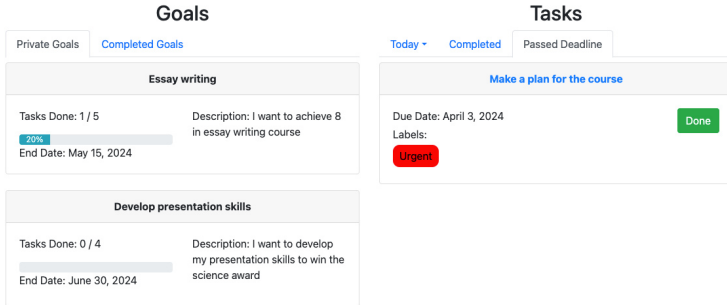 Goals
Private Goals
Completed Goals
Essay writing
Tasks Done: 1 / 5
20%
End Date: May 15, 2024
Description: I want to achieve 8
in essay writing course
Develop presentation skills
Tasks Done: 0 / 4
End Date: June 30, 2024
Description: I want to develop
my presentation skills to win the
science award
Tasks
Today
Completed
Passed Deadline
Make a plan for the course
Due Date: April 3, 2024
Labels:
Urgent
Done